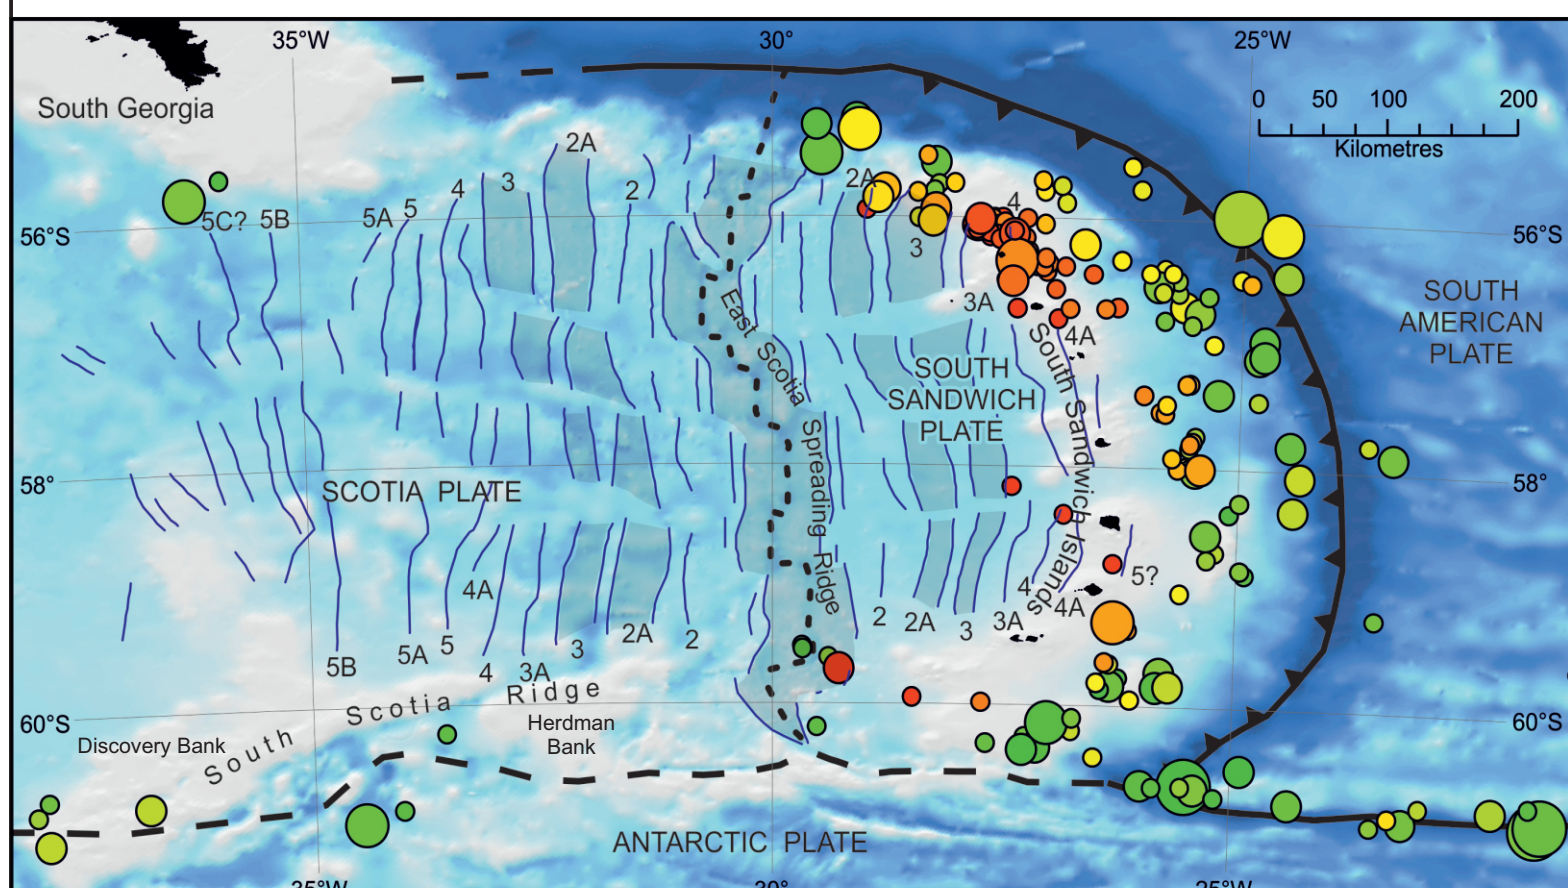 35°W
30°
25°W
South Georgia
0 50 100 200
Kilometres
2A
3
4
2
2A
4
5C?
5B
5A
5
56°S
56°S
3
3A
4A
SOUTH
AMERICAN
PLATE
East Scotia Spreading Ridge
SOUTH
SANDWICH
PLATE
South Sandwich Islands
58°
58°
SCOTIA PLATE
5?
4A
4
4A
3A
3
2A
2
5B
5A
5
4
3A
3
2A
2
60°S
60°S
South Scotia Ridge
Discovery Bank
Herdman
Bank
ANTARCTIC PLATE
35°W
30°
25°W